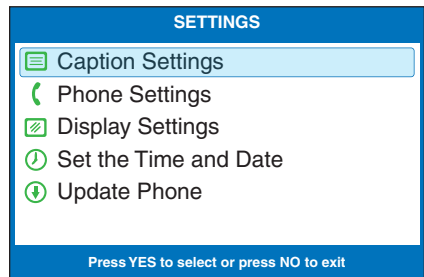 SETTINGS
Caption Settings
Phone Settings
Display Settings
Set the Time and Date
Update Phone
Press YES to select or press NO to exit